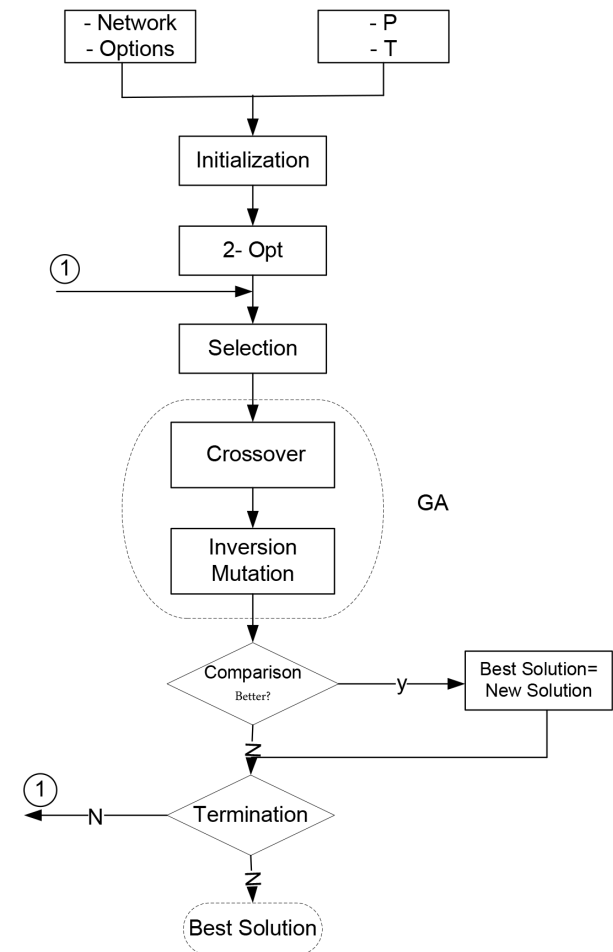 - Network
- Options
- P
- T
Initialization
2- Opt
1
Selection
Crossover
GA
Inversion
Mutation
Comparison
Better?
y
Best Solution=
New Solution
N
1
N
Termination
N
Best Solution